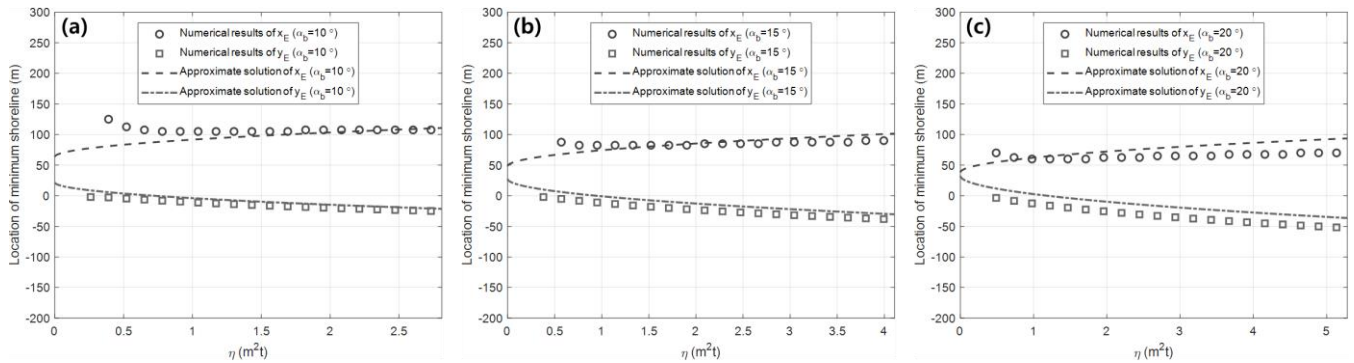 (a)
Numerical results of x_E (α_b=10 °)
Numerical results of y_E (α_b=10 °)
Approximate solution of x_E (α_b=10 °)
Approximate solution of y_E (α_b=10 °)
Location of minimum shoreline (m)
300
250
200
150
100
50
0
-50
-100
-150
-200
0
0.5
1
1.5
2
2.5
η (m²t)
(b)
Numerical results of x_E (α_b=15 °)
Numerical results of y_E (α_b=15 °)
Approximate solution of x_E (α_b=15 °)
Approximate solution of y_E (α_b=15 °)
Location of minimum shoreline (m)
300
250
200
150
100
50
0
-50
-100
-150
-200
0
0.5
1
1.5
2
2.5
3
3.5
4
η (m²t)
(c)
Numerical results of x_E (α_b=20 °)
Numerical results of y_E (α_b=20 °)
Approximate solution of x_E (α_b=20 °)
Approximate solution of y_E (α_b=20 °)
Location of minimum shoreline (m)
300
250
200
150
100
50
0
-50
-100
-150
-200
0
1
2
3
4
5
η (m²t)